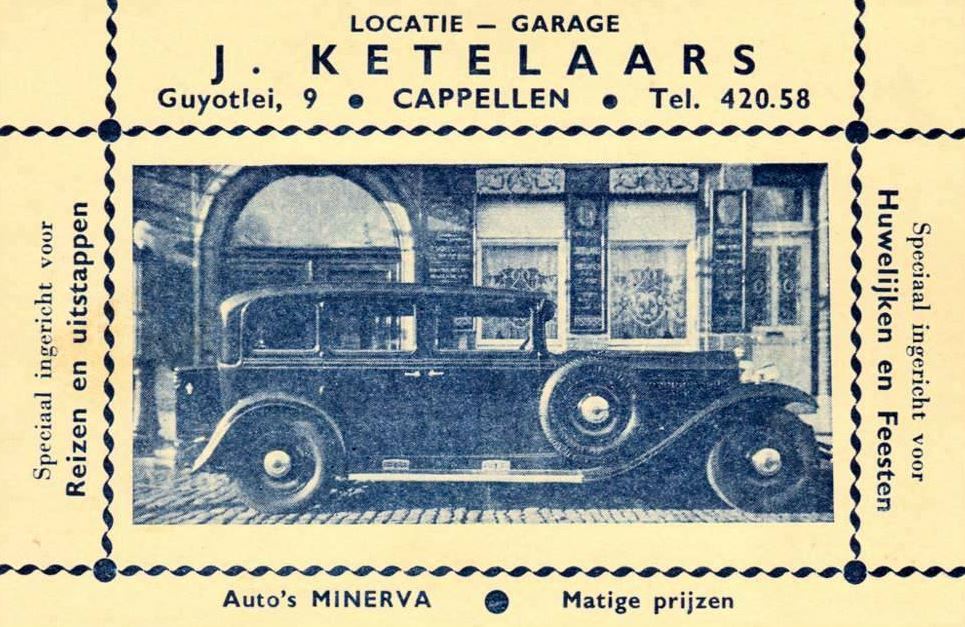 LOCATIE — GARAGE
J. KETELAARS
Guyotlei, 9 ● CAPPELLEN ● Tel. 420.58
Speciaal ingericht voor
Reizen en uitstappen
Speciaal ingericht voor
Huwelijken en Feesten
Auto's MINERVA ● Matige prijzen